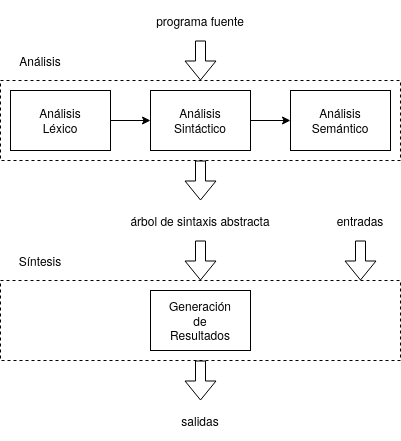 programa fuente
Análisis
Análisis
Léxico
Análisis
Sintáctico
Análisis
Semántico
árbol de sintaxis abstracta
entradas
Síntesis
Generación
de
Resultados
salidas